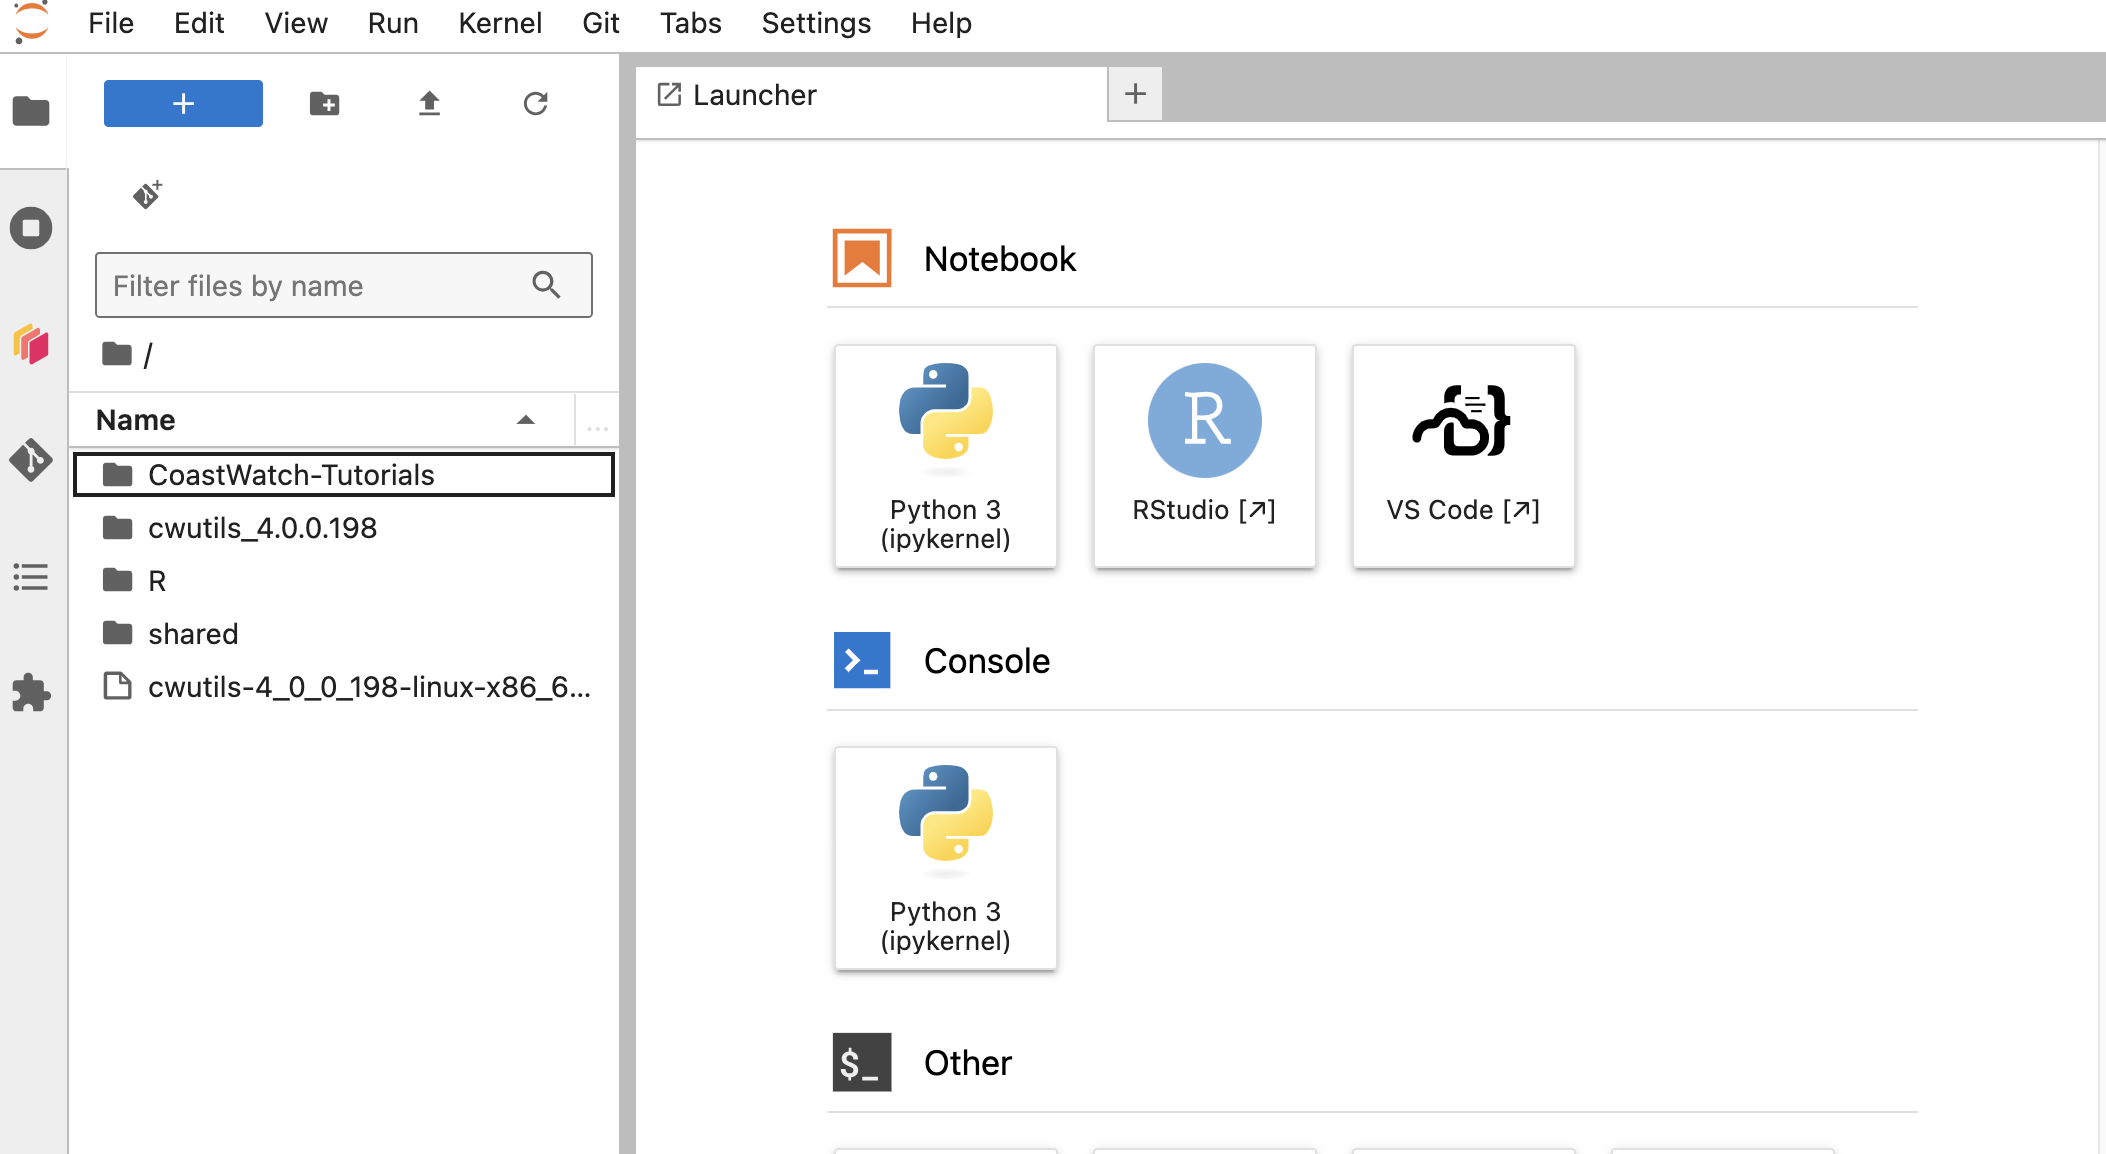 File Edit View Run Kernel Git Tabs Settings Help
Launcher
Filter files by name
/
Name
...
CoastWatch-Tutorials
cwutils_4.0.0.198
R
shared
cwutils-4_0_0_198-linux-x86_6...
Notebook
Python 3
(ipykernel)
R
RStudio [↗]
VS Code [↗]
Console
Python 3
(ipykernel)
$_ Other